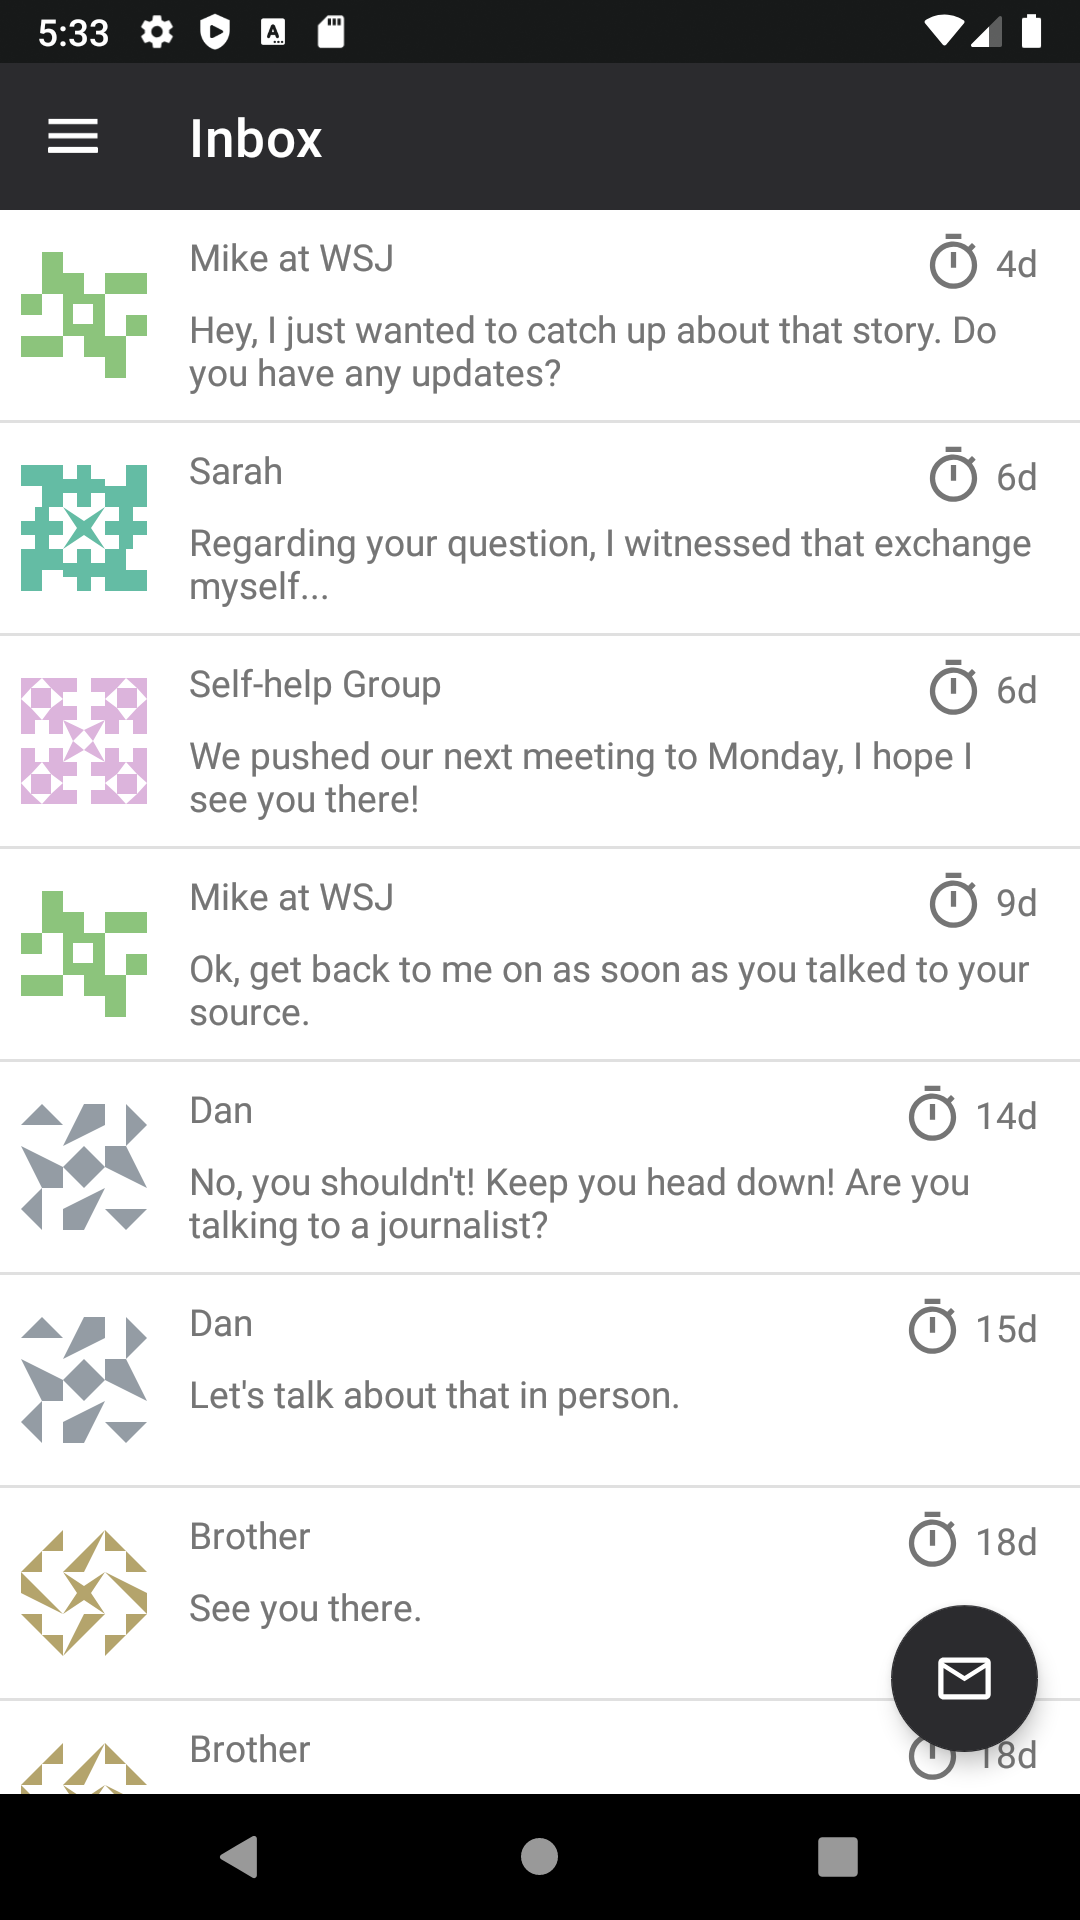 5:33
Inbox
Mike at WSJ
4d
Hey, I just wanted to catch up about that story. Do
you have any updates?
Sarah
6d
Regarding your question, I witnessed that exchange
myself...
Self-help Group
6d
We pushed our next meeting to Monday, I hope I
see you there!
Mike at WSJ
9d
Ok, get back to me on as soon as you talked to your
source.
Dan
14d
No, you shouldn't! Keep you head down! Are you
talking to a journalist?
Dan
15d
Let's talk about that in person.
Brother
18d
See you there.
Brother
18d